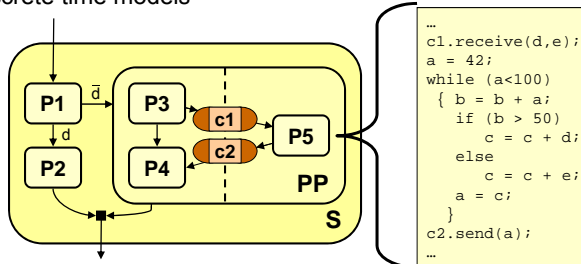 discrete time models
P1
d̅
d
P2
P3
P4
c1
c2
P5
PP
S
…
c1.receive(d,e);
a = 42;
while (a<100)
{ b = b + a;
if (b > 50)
c = c + d;
else
c = c + e;
a = c;
}
c2.send(a);
…